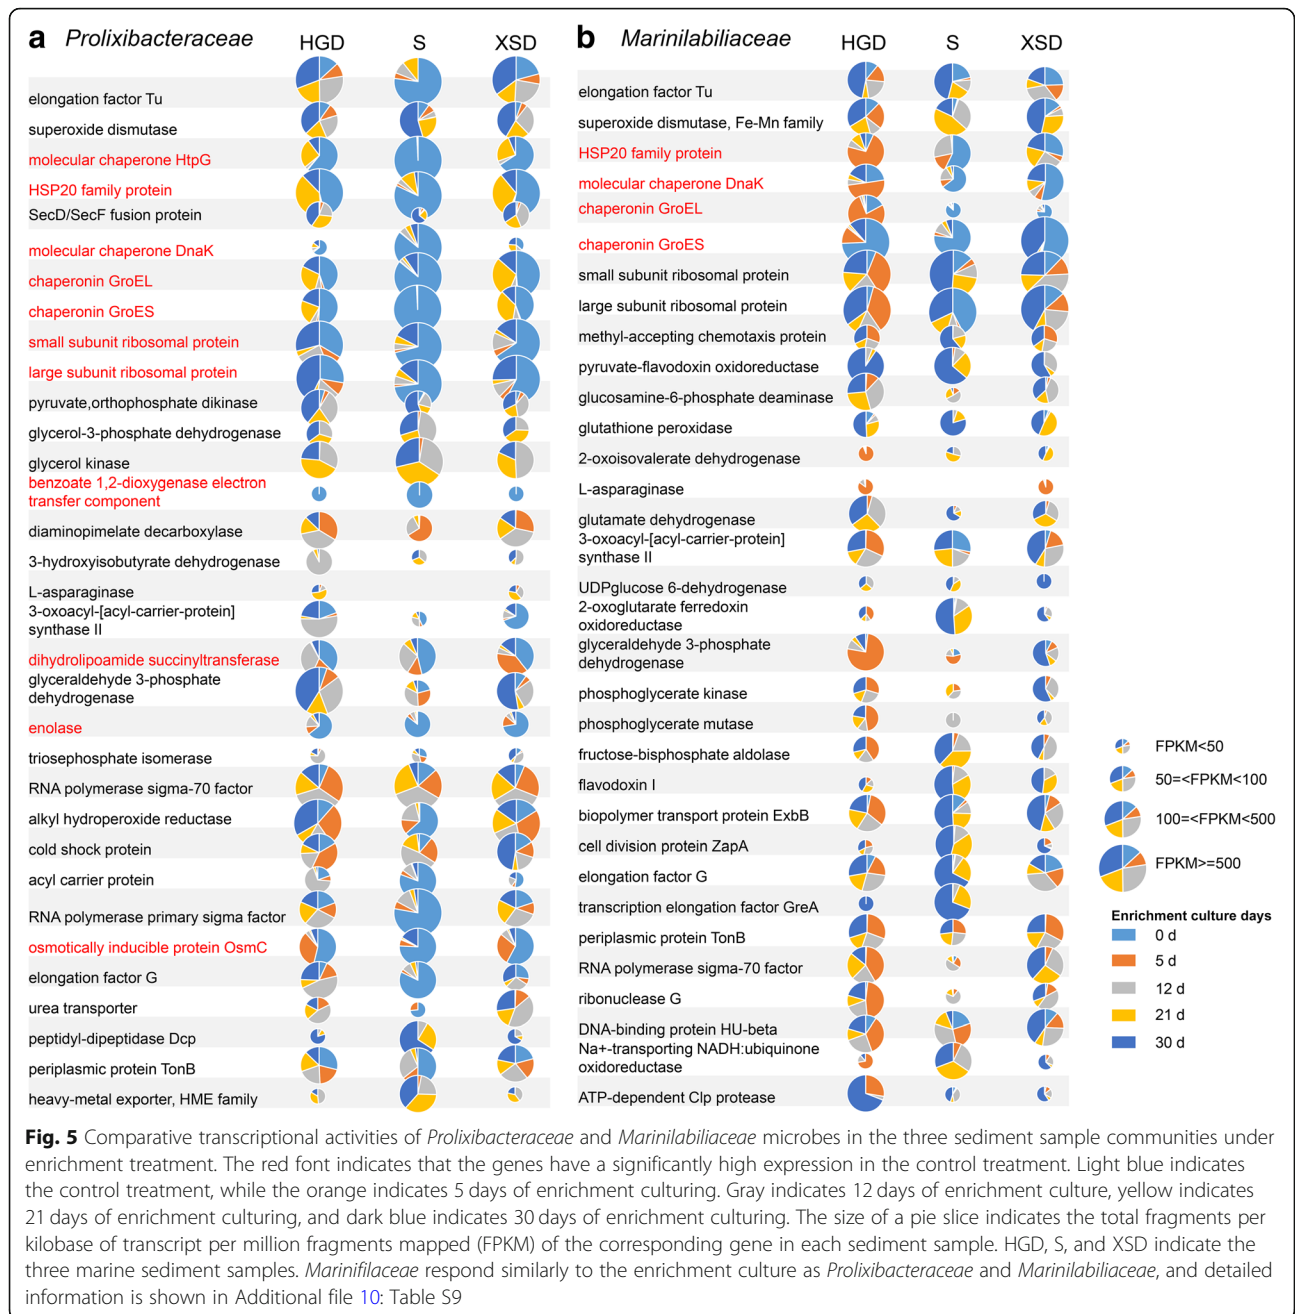 a Prolixibacteraceae
HGD S XSD
elongation factor Tu
superoxide dismutase
molecular chaperone HtpG
HSP20 family protein
SecD/SecF fusion protein
molecular chaperone DnaK
chaperonin GroEL
chaperonin GroES
small subunit ribosomal protein
large subunit ribosomal protein
pyruvate,orthophosphate dikinase
glycerol-3-phosphate dehydrogenase
glycerol kinase
benzoate 1,2-dioxygenase electron
transfer component
diaminopimelate decarboxylase
3-hydroxyisobutyrate dehydrogenase
L-asparaginase
3-oxoacyl-[acyl-carrier-protein]
synthase II
dihydrolipoamide succinyltransferase
glyceraldehyde 3-phosphate
dehydrogenase
enolase
triosephosphate isomerase
RNA polymerase sigma-70 factor
alkyl hydroperoxide reductase
cold shock protein
acyl carrier protein
RNA polymerase primary sigma factor
osmotically inducible protein OsmC
elongation factor G
urea transporter
peptidyl-dipeptidase Dcp
periplasmic protein TonB
heavy-metal exporter, HME family
b Marinilabiliaceae
HGD S XSD
elongation factor Tu
superoxide dismutase, Fe-Mn family
HSP20 family protein
molecular chaperone DnaK
chaperonin GroEL
chaperonin GroES
small subunit ribosomal protein
large subunit ribosomal protein
methyl-accepting chemotaxis protein
pyruvate-flavodoxin oxidoreductase
glucosamine-6-phosphate deaminase
glutathione peroxidase
2-oxoisovalerate dehydrogenase
L-asparaginase
glutamate dehydrogenase
3-oxoacyl-[acyl-carrier-protein]
synthase II
UDPglucose 6-dehydrogenase
2-oxoglutarate ferredoxin
oxidoreductase
glyceraldehyde 3-phosphate
dehydrogenase
phosphoglycerate kinase
phosphoglycerate mutase
fructose-bisphosphate aldolase
flavodoxin I
biopolymer transport protein ExbB
cell division protein ZapA
elongation factor G
transcription elongation factor GreA
periplasmic protein TonB
RNA polymerase sigma-70 factor
ribonuclease G
DNA-binding protein HU-beta
Na+-transporting NADH:ubiquinone
oxidoreductase
ATP-dependent Clp protease
FPKM<50
50=<FPKM<100
100=<FPKM<500
FPKM>=500
Enrichment culture days
0 d
5 d
12 d
21 d
30 d
Fig. 5 Comparative transcriptional activities of Prolixibacteraceae and Marinilabiliaceae microbes in the three sediment sample communities under
enrichment treatment. The red font indicates that the genes have a significantly high expression in the control treatment. Light blue indicates
the control treatment, while the orange indicates 5 days of enrichment culturing. Gray indicates 12 days of enrichment culture, yellow indicates
21 days of enrichment culturing, and dark blue indicates 30 days of enrichment culturing. The size of a pie slice indicates the total fragments per
kilobase of transcript per million fragments mapped (FPKM) of the corresponding gene in each sediment sample. HGD, S, and XSD indicate the
three marine sediment samples. Marinifilaceae respond similarly to the enrichment culture as Prolixibacteraceae and Marinilabiliaceae, and detailed
information is shown in Additional file 10: Table S9